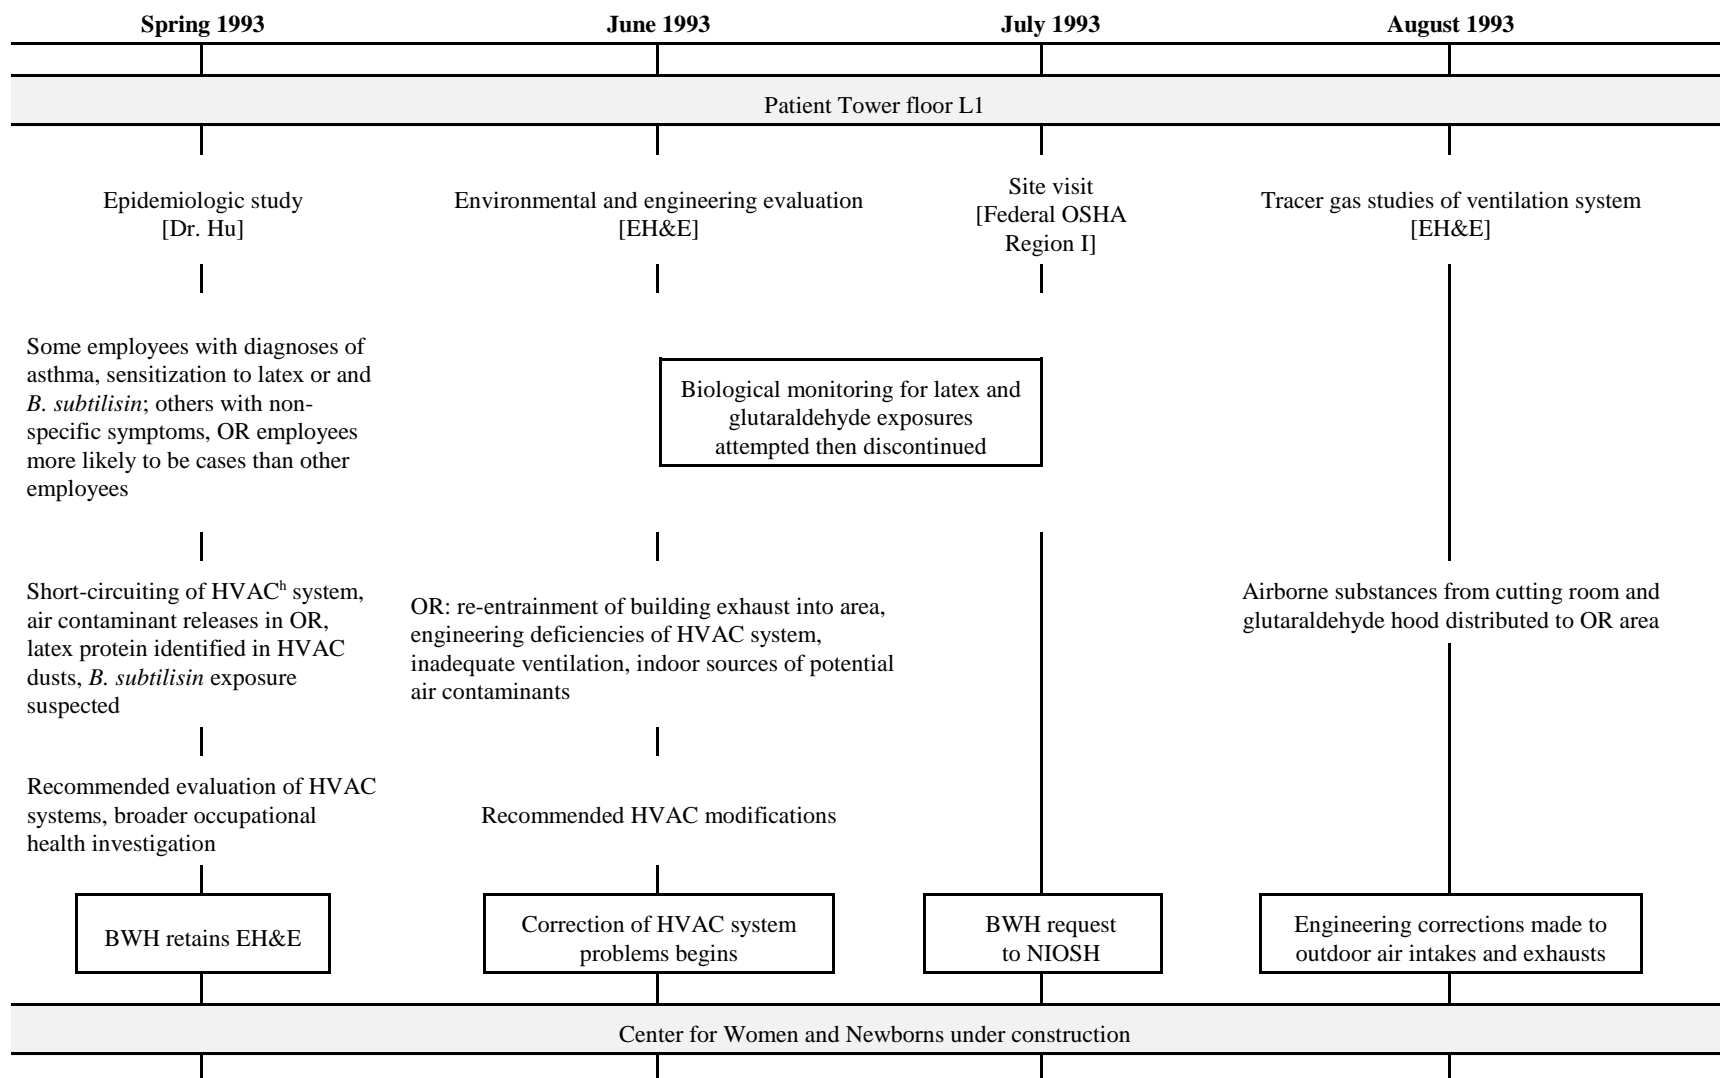 Spring 1993
June 1993
July 1993
August 1993
Patient Tower floor L1
Epidemiologic study
[Dr. Hu]
Environmental and engineering evaluation
[EH&E]
Site visit
[Federal OSHA
Region I]
Tracer gas studies of ventilation system
[EH&E]
Some employees with diagnoses of
asthma, sensitization to latex or and
B. subtilisin; others with non-
specific symptoms, OR employees
more likely to be cases than other
employees
Biological monitoring for latex and
glutaraldehyde exposures
attempted then discontinued
Short-circuiting of HVACh system,
air contaminant releases in OR,
latex protein identified in HVAC
dusts, B. subtilisin exposure
suspected
OR: re-entrainment of building exhaust into area,
engineering deficiencies of HVAC system,
inadequate ventilation, indoor sources of potential
air contaminants
Airborne substances from cutting room and
glutaraldehyde hood distributed to OR area
Recommended evaluation of HVAC
systems, broader occupational
health investigation
Recommended HVAC modifications
BWH retains EH&E
Correction of HVAC system
problems begins
BWH request
to NIOSH
Engineering corrections made to
outdoor air intakes and exhausts
Center for Women and Newborns under construction